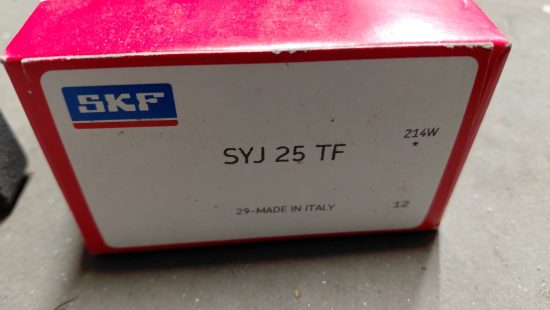 SKF
214W
*
SYJ 25 TF
29-MADE IN ITALY
12